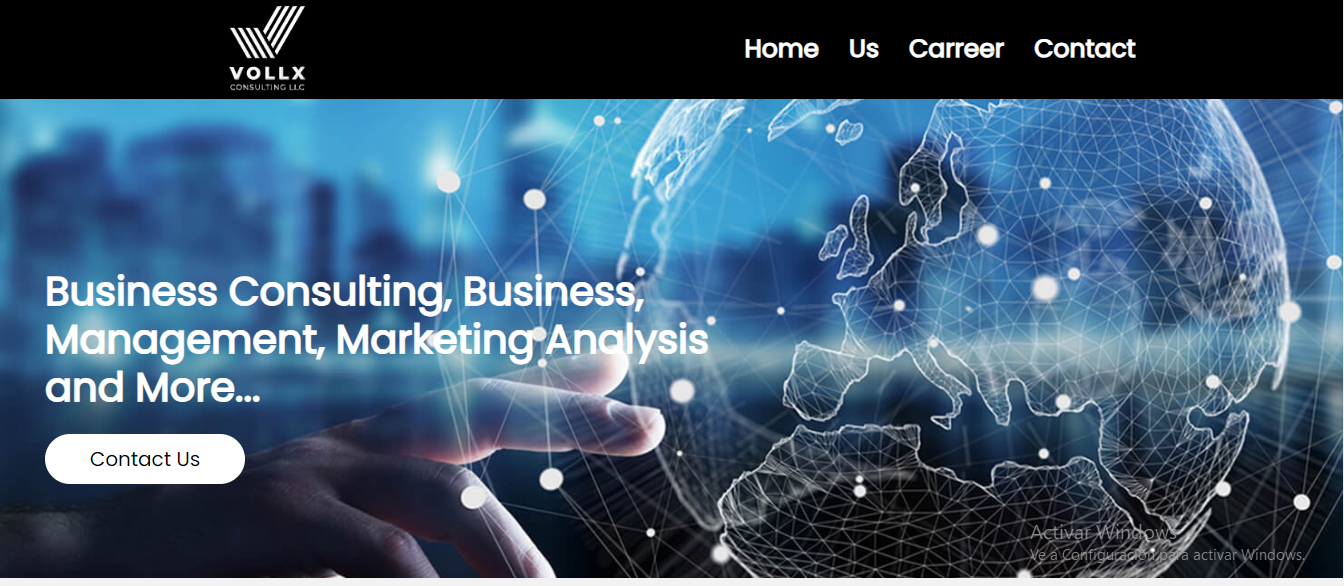 VOLLX
CONSULTING LLC
Home Us Carreer Contact
Business Consulting, Business,
Management, Marketing Analysis
and More...
Contact Us
Activar Windows
Ve a Configuración para activar Windows.